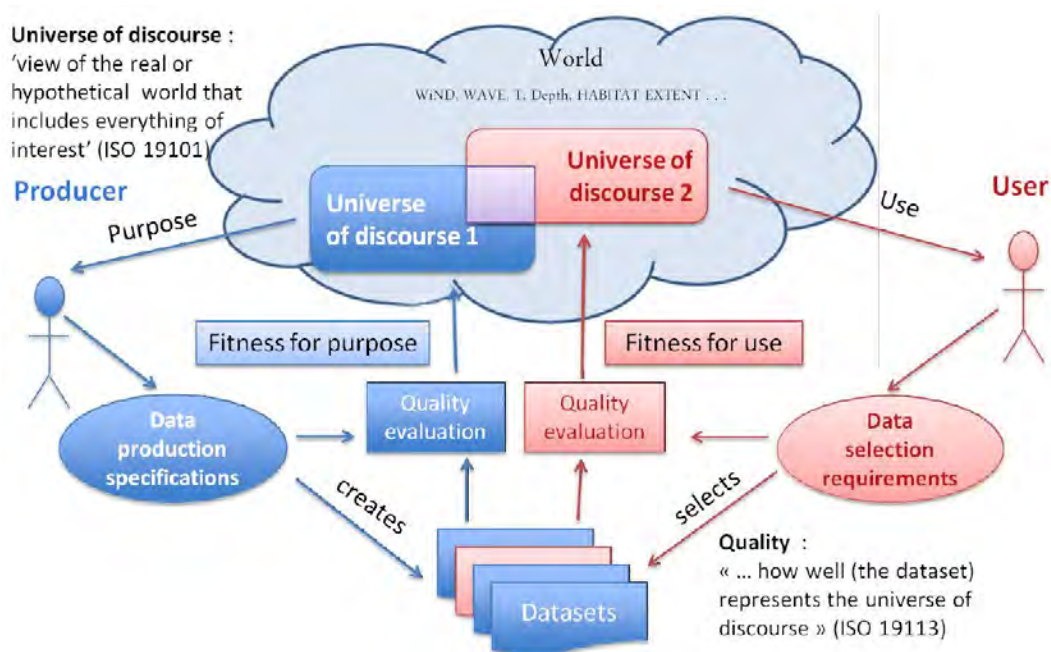 Universe of discourse :
'view of the real or
hypothetical world that
includes everything of
interest' (ISO 19101)
World
WiND, WAVE, T, Depth, HABITAT EXTENT . . .
Universe of
discourse 2
Universe
of discourse 1
Producer
User
Purpose
Use
Fitness for purpose
Fitness for use
Quality
evaluation
Quality
evaluation
Data
production
specifications
Data
selection
requirements
creates
selects
Datasets
Quality :
« ... how well (the dataset)
represents the universe of
discourse » (ISO 19113)